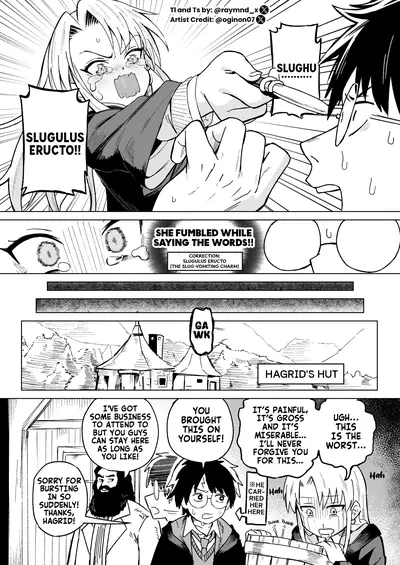 Tl and Ts by: @raymnd_x
Artist Credit: @oginon07
SLUGHU
..........
SLUGULUS
ERUCTO!!
SHE FUMBLED WHILE
SAYING THE WORDS!!
CORRECTION:
SLUGULUS ERUCTO
(THE SLUG-VOMITING CHARM)
GA
WK
HAGRID'S HUT
UGH...
THIS IS
THE WORST...
IT'S PAINFUL,
IT'S GROSS
AND IT'S
MISERABLE...
I'LL NEVER
FORGIVE YOU
FOR THIS...
YOU
BROUGHT
THIS ON
YOURSELF!
I'VE GOT
SOME BUSINESS
TO ATTEND TO
BUT YOU GUYS
CAN STAY HERE
AS LONG AS
YOU LIKE!
SORRY FOR
BURSTING
IN SO
SUDDENLY!
THANKS,
HAGRID!
※HE
CAR-
RIED
HER
HERE
Hah
Hah